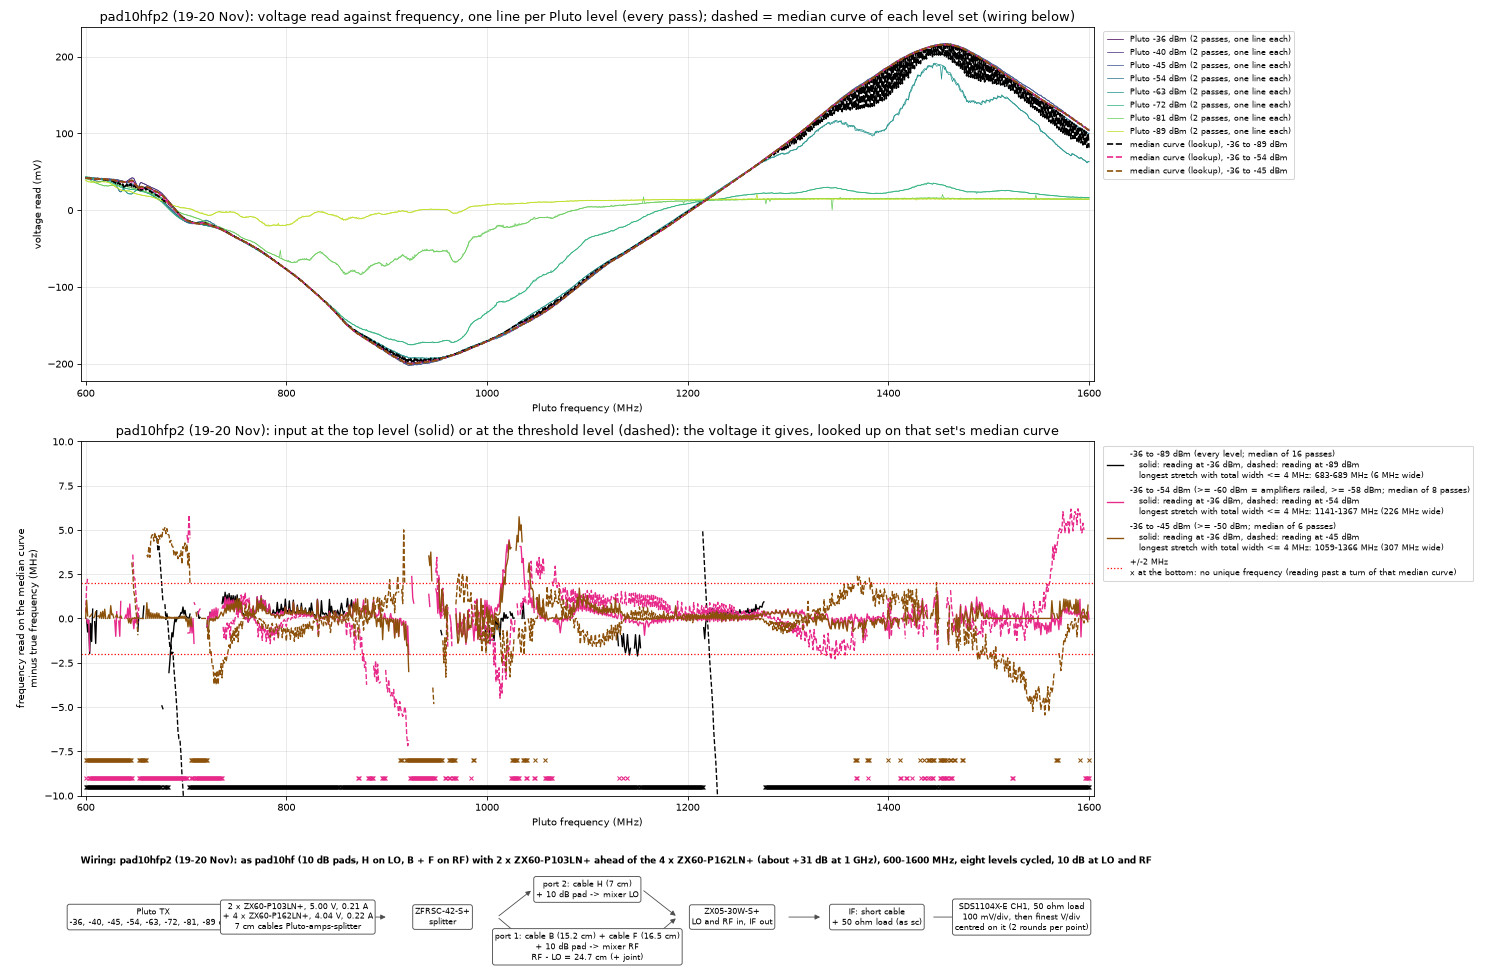 pad10hfp2 (19-20 Nov): voltage read against frequency, one line per Pluto level (every pass); dashed = median curve of each level set (wiring below)
voltage read (mV)
200
100
0
−100
−200
600
800
1000
1200
1400
1600
Pluto frequency (MHz)
Pluto -36 dBm (2 passes, one line each)
Pluto -40 dBm (2 passes, one line each)
Pluto -45 dBm (2 passes, one line each)
Pluto -54 dBm (2 passes, one line each)
Pluto -63 dBm (2 passes, one line each)
Pluto -72 dBm (2 passes, one line each)
Pluto -81 dBm (2 passes, one line each)
Pluto -89 dBm (2 passes, one line each)
median curve (lookup), -36 to -89 dBm
median curve (lookup), -36 to -54 dBm
median curve (lookup), -36 to -45 dBm
pad10hfp2 (19-20 Nov): input at the top level (solid) or at the threshold level (dashed): the voltage it gives, looked up on that set's median curve
frequency read on the median curve
minus true frequency (MHz)
10.0
7.5
5.0
2.5
0.0
−2.5
−5.0
−7.5
−10.0
600
800
1000
1200
1400
1600
Pluto frequency (MHz)
-36 to -89 dBm (every level; median of 16 passes)
solid: reading at -36 dBm, dashed: reading at -89 dBm
longest stretch with total width <= 4 MHz: 683-689 MHz (6 MHz wide)
-36 to -54 dBm (>= -60 dBm = amplifiers railed, >= -58 dBm; median of 8 passes)
solid: reading at -36 dBm, dashed: reading at -54 dBm
longest stretch with total width <= 4 MHz: 1141-1367 MHz (226 MHz wide)
-36 to -45 dBm (>= -50 dBm; median of 6 passes)
solid: reading at -36 dBm, dashed: reading at -45 dBm
longest stretch with total width <= 4 MHz: 1059-1366 MHz (307 MHz wide)
+/-2 MHz
x at the bottom: no unique frequency (reading past a turn of that median curve)
Wiring: pad10hfp2 (19-20 Nov): as pad10hf (10 dB pads, H on LO, B + F on RF) with 2 x ZX60-P103LN+ ahead of the 4 x ZX60-P162LN+ (about +31 dB at 1 GHz), 600-1600 MHz, eight levels cycled, 10 dB at LO and RF
Pluto TX
-36, -40, -45, -54, -63, -72, -81, -89
2 x ZX60-P103LN+, 5.00 V, 0.21 A
+ 4 x ZX60-P162LN+, 4.04 V, 0.22 A
7 cm cables Pluto-amps-splitter
ZFRSC-42-S+
splitter
port 2: cable H (7 cm)
+ 10 dB pad -> mixer LO
port 1: cable B (15.2 cm) + cable F (16.5 cm)
+ 10 dB pad -> mixer RF
RF - LO = 24.7 cm (+ joint)
ZX05-30W-S+
LO and RF in, IF out
IF: short cable
+ 50 ohm load (as sc)
SDS1104X-E CH1, 50 ohm load
100 mV/div, then finest V/div
centred on it (2 rounds per point)